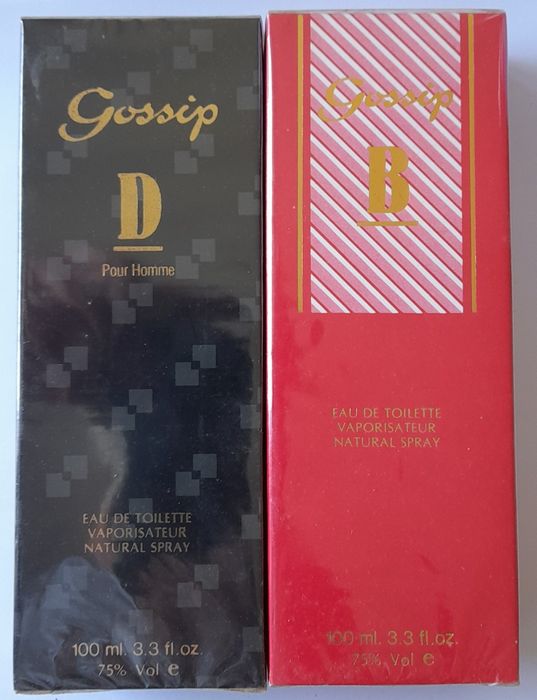 Gossip
D
Pour Homme
EAU DE TOILETTE
VAPORISATEUR
NATURAL SPRAY
100 ml. 3.3 fl.oz.
75% Vol e
Gossip
B
EAU DE TOILETTE
VAPORISATEUR
NATURAL SPRAY
100 ml. 3.3 fl.oz.
75% Vol e